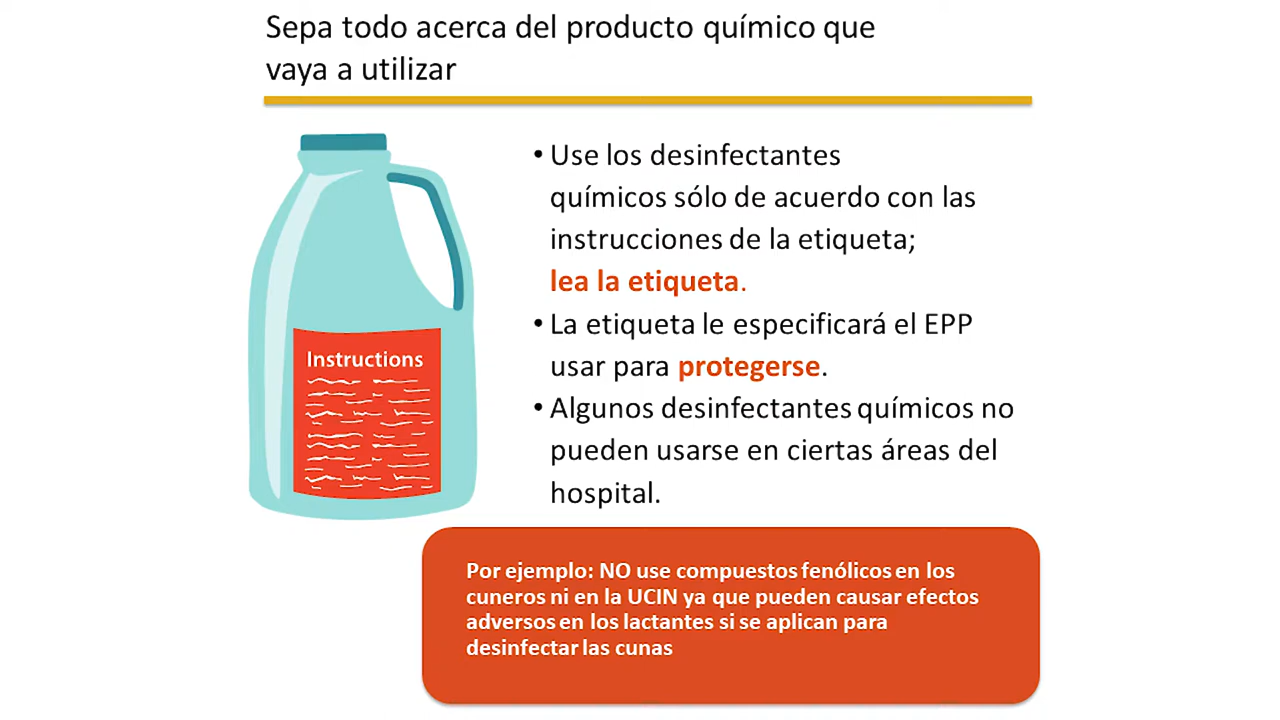 Sepa todo acerca del producto químico que
vaya a utilizar
• Use los desinfectantes
químicos sólo de acuerdo con las
instrucciones de la etiqueta;
lea la etiqueta.
• La etiqueta le especificará el EPP
usar para protegerse.
• Algunos desinfectantes químicos no
pueden usarse en ciertas áreas del
hospital.
Instructions
Por ejemplo: NO use compuestos fenólicos en los
cuneros ni en la UCIN ya que pueden causar efectos
adversos en los lactantes si se aplican para
desinfectar las cunas